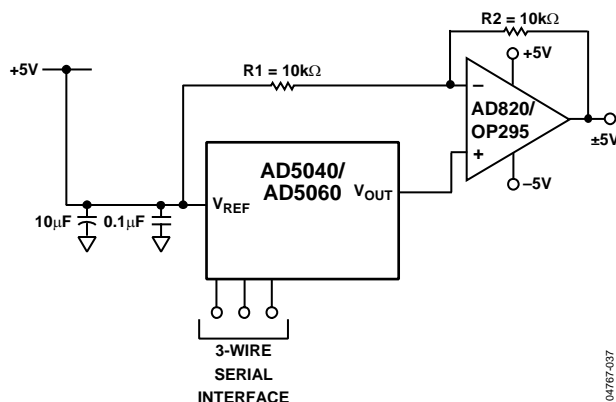 R2 = 10kΩ
+5V
R1 = 10kΩ
+5V
−
AD820/
OP295
+
±5V
−5V
AD5040/
AD5060
VREF
VOUT
10μF
0.1μF
3-WIRE
SERIAL
INTERFACE
04767-037